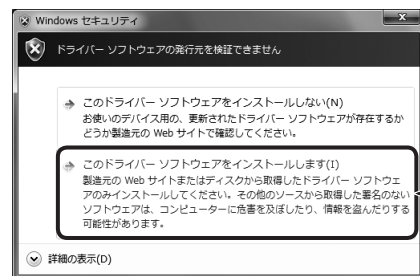 Windows セキュリティ
ドライバー ソフトウェアの発行元を検証できません
このドライバー ソフトウェアをインストールしない(N)
お使いのデバイス用の、更新されたドライバー ソフトウェアが存在するか
どうか製造元の Web サイトで確認してください。
このドライバー ソフトウェアをインストールします(I)
製造元の Web サイトまたはディスクから取得したドライバー ソフトウェ
アのみインストールしてください。その他のソースから取得した署名のない
ソフトウェアは、コンピューターに危害を及ぼしたり、情報を盗んだりする
可能性があります。
詳細の表示(D)